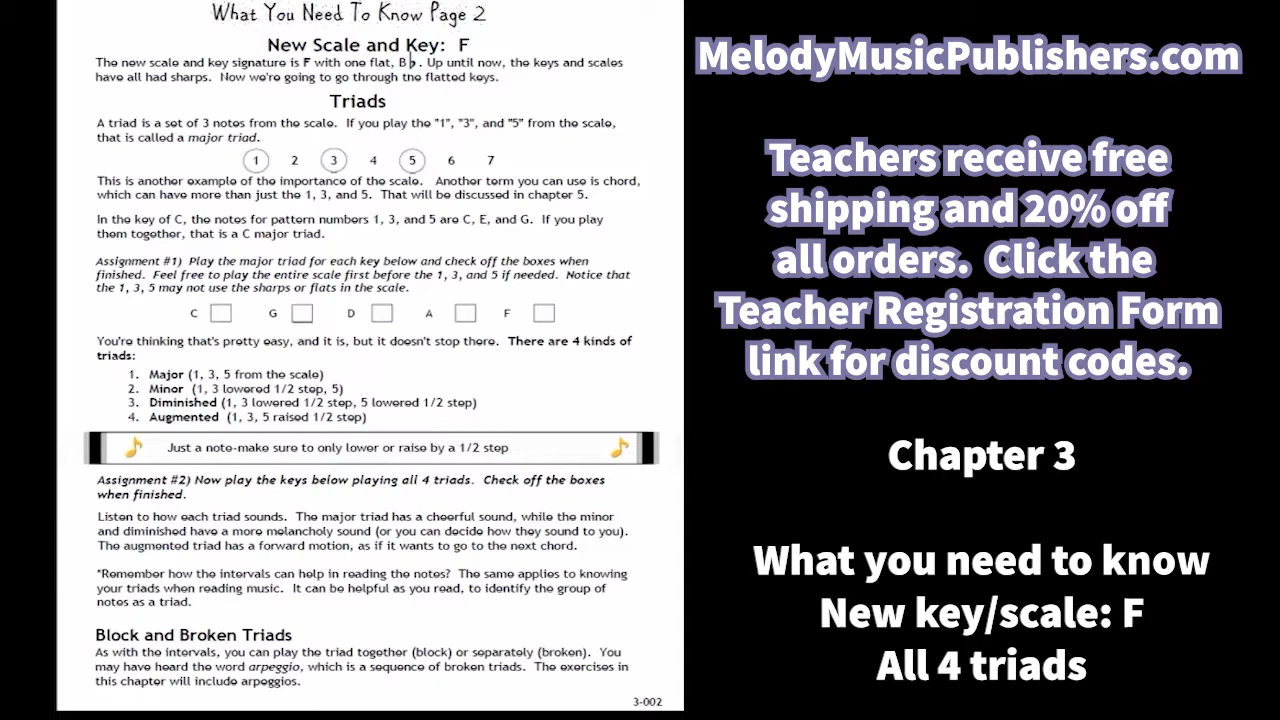 What You Need To Know Page 2
New Scale and Key: F
The new scale and key signature is F with one flat, B♭. Up until now, the keys and scales
have all had sharps. Now we're going to go through the flatted keys.
Triads
A triad is a set of 3 notes from the scale. If you play the "1", "3", and "5" from the scale,
that is called a major triad.
1 2 3 4 5 6 7
This is another example of the importance of the scale. Another term you can use is chord,
which can have more than just the 1, 3, and 5. That will be discussed in chapter 5.
In the key of C, the notes for pattern numbers 1, 3, and 5 are C, E, and G. If you play
them together, that is a C major triad.
Assignment #1) Play the major triad for each key below and check off the boxes when
finished. Feel free to play the entire scale first before the 1, 3, and 5 if needed. Notice that
the 1, 3, 5 may not use the sharps or flats in the scale.
C G D A F
You're thinking that's pretty easy, and it is, but it doesn't stop there. There are 4 kinds of
triads:
1. Major (1, 3, 5 from the scale)
2. Minor (1, 3 lowered 1/2 step, 5)
3. Diminished (1, 3 lowered 1/2 step, 5 lowered 1/2 step)
4. Augmented (1, 3, 5 raised 1/2 step)
Just a note-make sure to only lower or raise by a 1/2 step
Assignment #2) Now play the keys below playing all 4 triads. Check off the boxes
when finished.
Listen to how each triad sounds. The major triad has a cheerful sound, while the minor
and diminished have a more melancholy sound (or you can decide how they sound to you).
The augmented triad has a forward motion, as if it wants to go to the next chord.
*Remember how the intervals can help in reading the notes? The same applies to knowing
your triads when reading music. It can be helpful as you read, to identify the group of
notes as a triad.
Block and Broken Triads
As with the intervals, you can play the triad together (block) or separately (broken). You
may have heard the word arpeggio, which is a sequence of broken triads. The exercises in
this chapter will include arpeggios.
3-002
MelodyMusicPublishers.com
Teachers receive free
shipping and 20% off
all orders. Click the
Teacher Registration Form
link for discount codes.
Chapter 3
What you need to know
New key/scale: F
All 4 triads